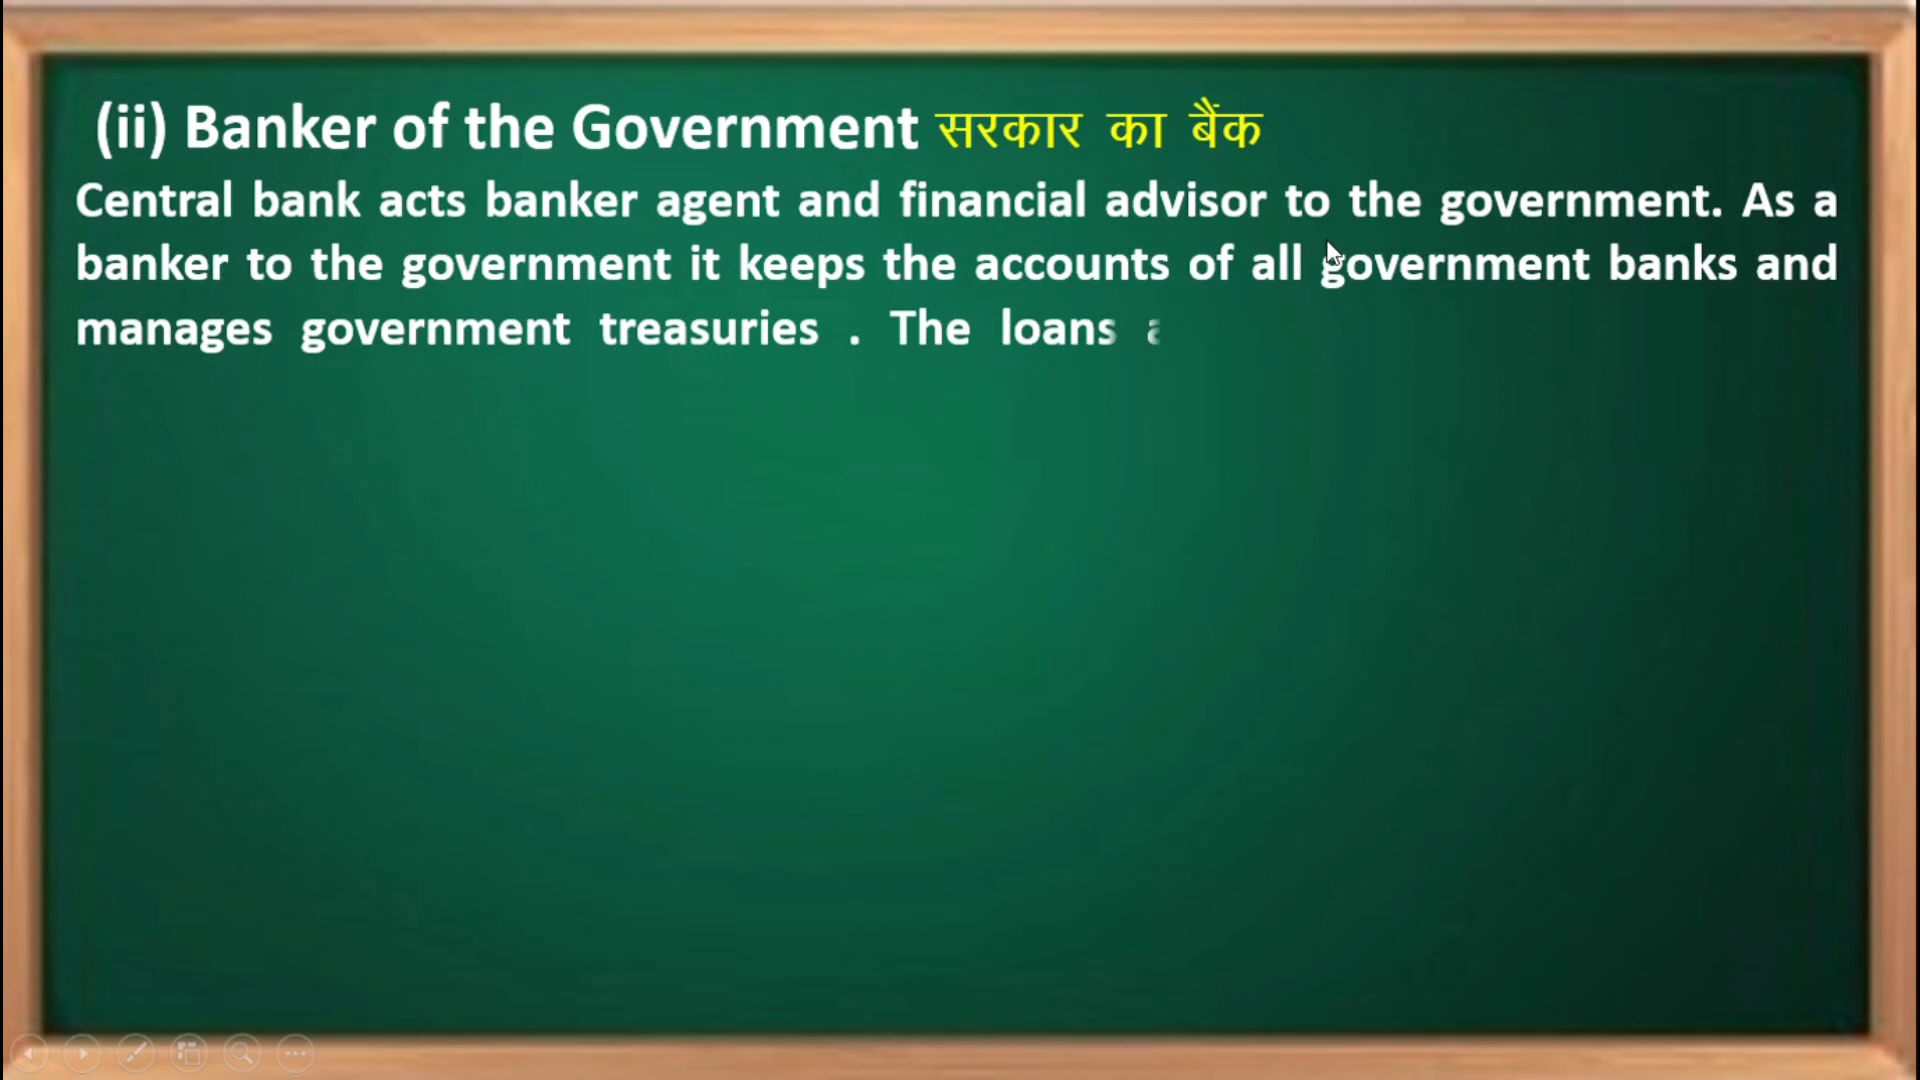 (ii) Banker of the Government सरकार का बैंक
Central bank acts banker agent and financial advisor to the government. As a
banker to the government it keeps the accounts of all government banks and
manages government treasuries . The loans